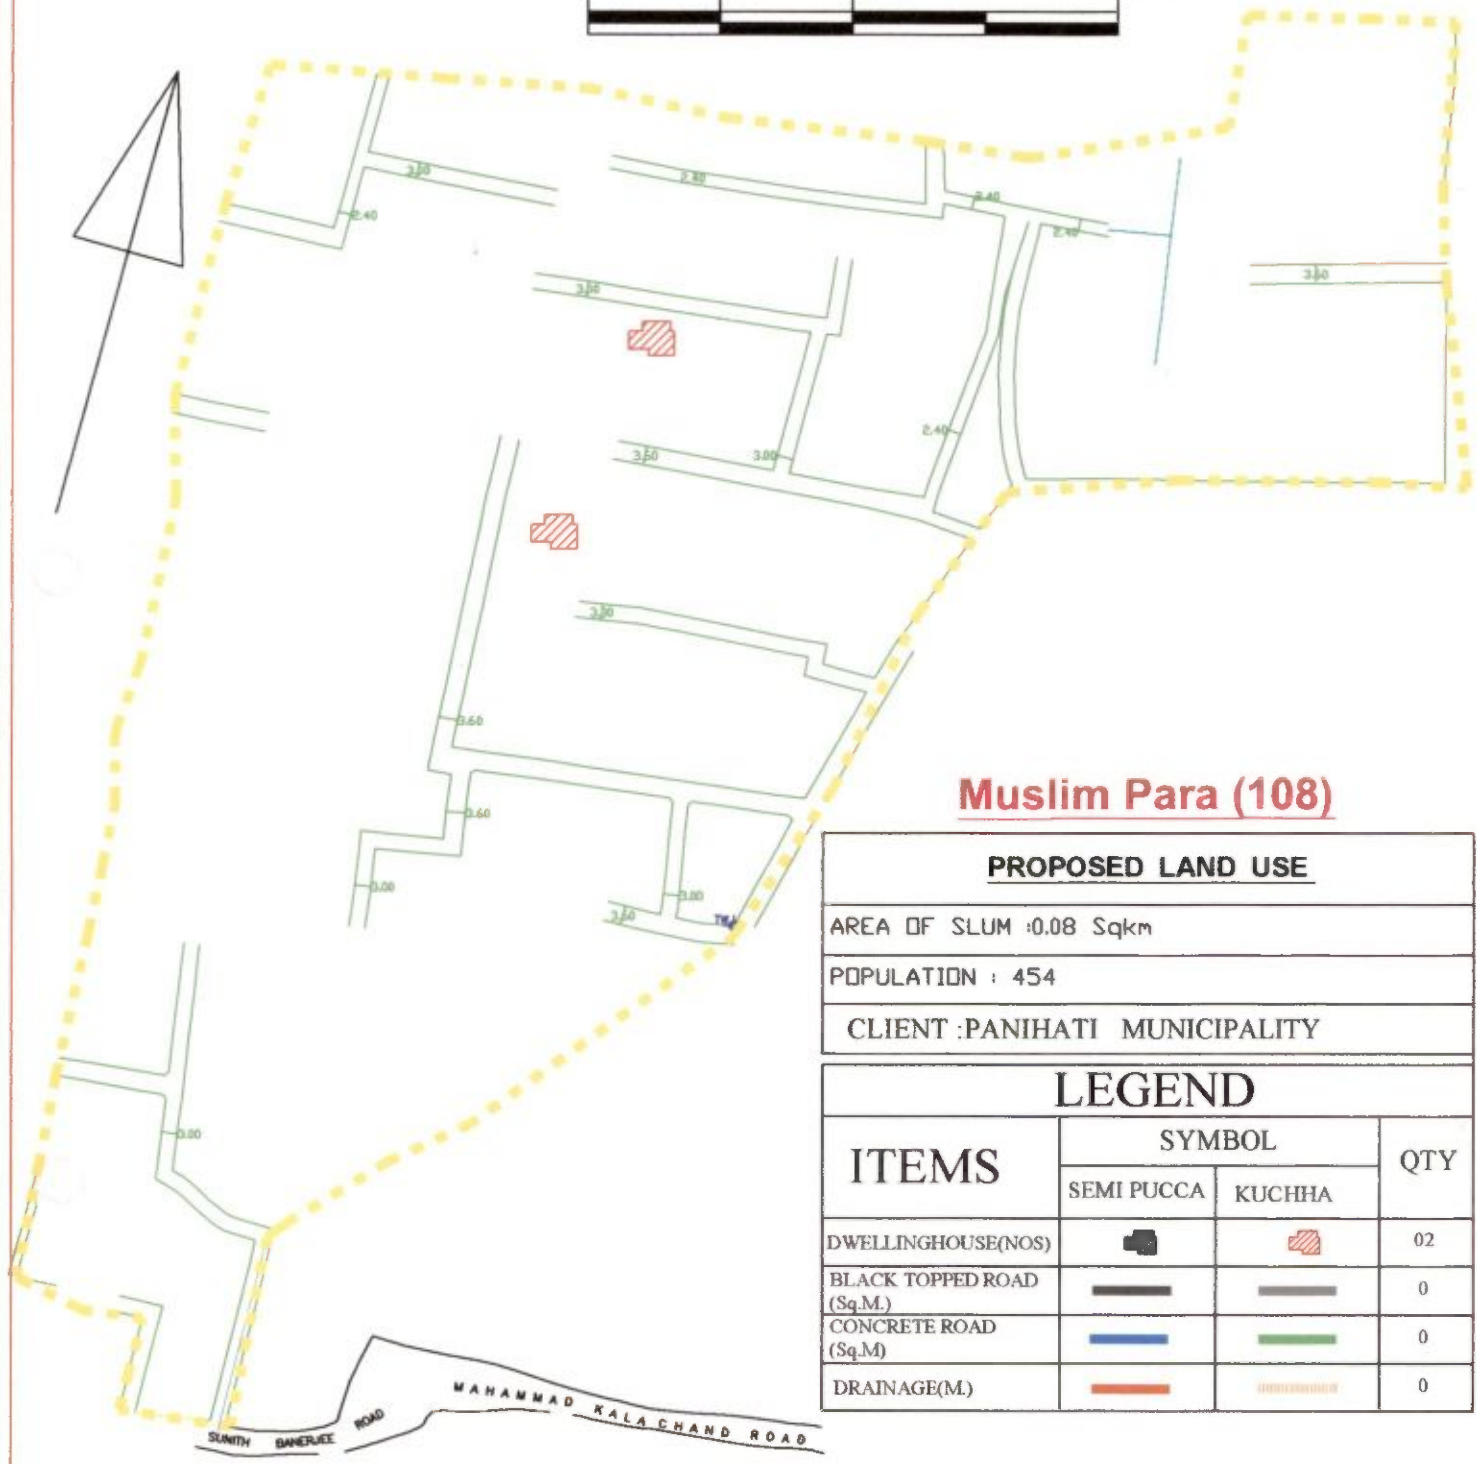 3.50
2.40
2.40
2.40
2.40
3.50
3.50
2.40
3.50
3.00
3.50
3.60
3.60
3.00
3.00
3.50
TW
3.00
Muslim Para (108)
PROPOSED LAND USE
AREA OF SLUM :0.08 Sqkm
POPULATION : 454
CLIENT :PANIHATI MUNICIPALITY
LEGEND
ITEMS SYMBOL QTY
SEMI PUCCA KUCHHA
DWELLINGHOUSE(NOS) 02
BLACK TOPPED ROAD 0
(Sq.M.)
CONCRETE ROAD 0
(Sq.M)
DRAINAGE(M.) 0
MAHAMMAD KALA CHAND ROAD
SUNITH BANERJEE ROAD